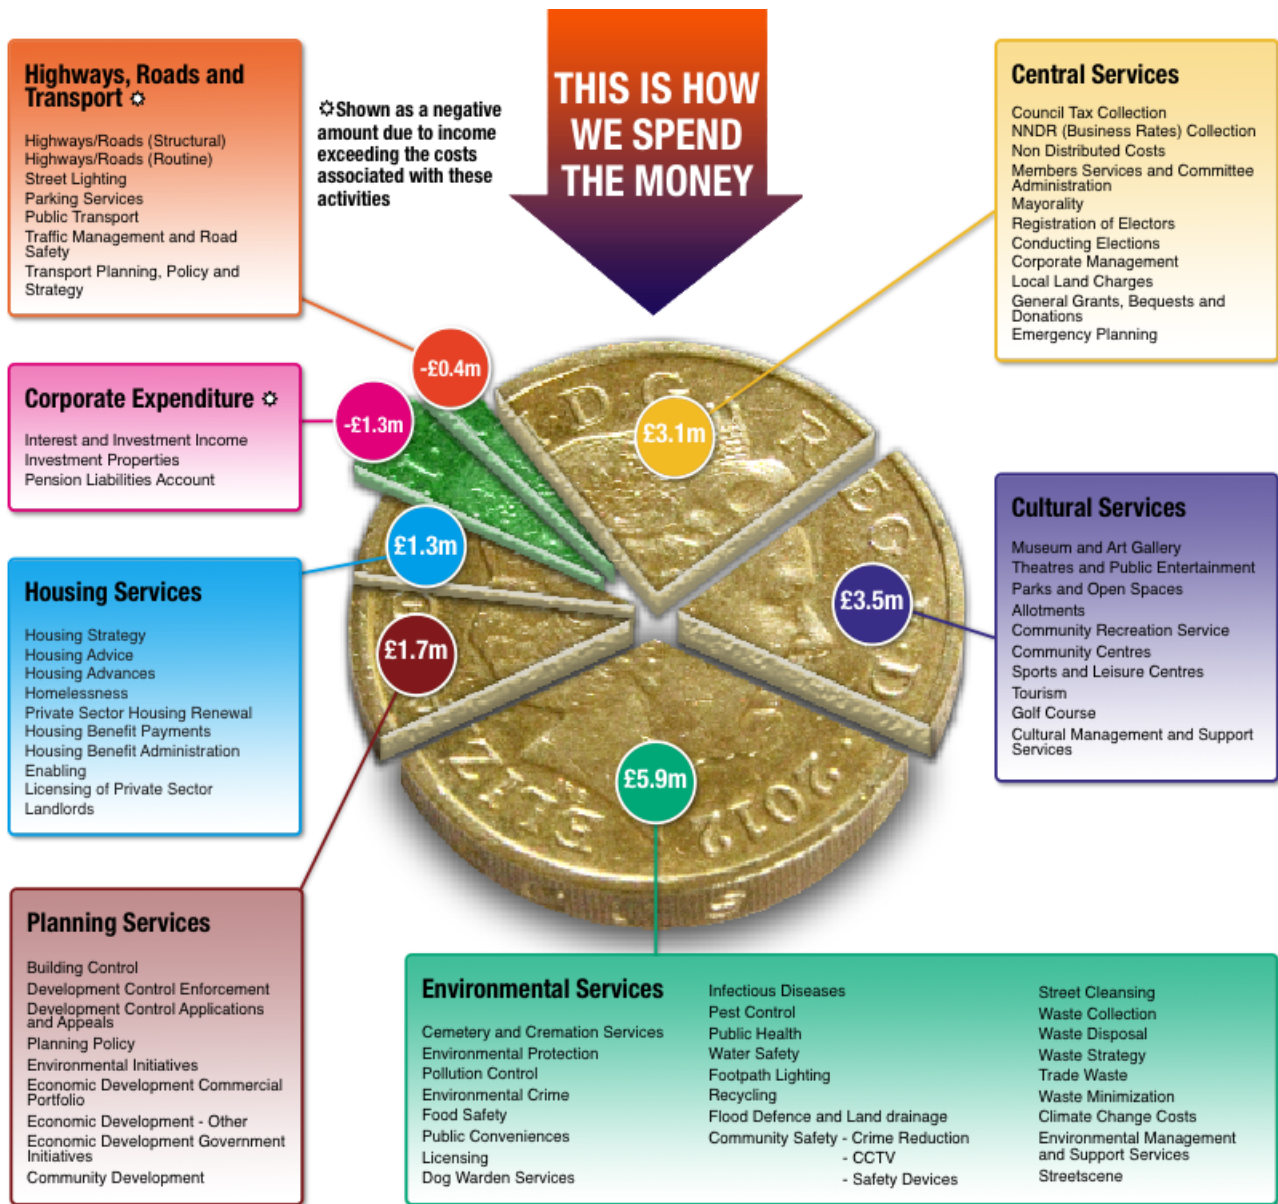 Highways, Roads and
Transport ✩
Highways/Roads (Structural)
Highways/Roads (Routine)
Street Lighting
Parking Services
Public Transport
Traffic Management and Road
Safety
Transport Planning, Policy and
Strategy
✩Shown as a negative
amount due to income
exceeding the costs
associated with these
activities
THIS IS HOW
WE SPEND
THE MONEY
Central Services
Council Tax Collection
NNDR (Business Rates) Collection
Non Distributed Costs
Members Services and Committee
Administration
Mayorality
Registration of Electors
Conducting Elections
Corporate Management
Local Land Charges
General Grants, Bequests and
Donations
Emergency Planning
-£0.4m
-£1.3m
£3.1m
£1.3m
£3.5m
£1.7m
£5.9m
D·G·REG·F·D
ELIZ
2012
Corporate Expenditure ✩
Interest and Investment Income
Investment Properties
Pension Liabilities Account
Cultural Services
Museum and Art Gallery
Theatres and Public Entertainment
Parks and Open Spaces
Allotments
Community Recreation Service
Community Centres
Sports and Leisure Centres
Tourism
Golf Course
Cultural Management and Support
Services
Housing Services
Housing Strategy
Housing Advice
Housing Advances
Homelessness
Private Sector Housing Renewal
Housing Benefit Payments
Housing Benefit Administration
Enabling
Licensing of Private Sector
Landlords
Planning Services
Building Control
Development Control Enforcement
Development Control Applications
and Appeals
Planning Policy
Environmental Initiatives
Economic Development Commercial
Portfolio
Economic Development - Other
Economic Development Government
Initiatives
Community Development
Environmental Services
Cemetery and Cremation Services
Environmental Protection
Pollution Control
Environmental Crime
Food Safety
Public Conveniences
Licensing
Dog Warden Services
Infectious Diseases
Pest Control
Public Health
Water Safety
Footpath Lighting
Recycling
Flood Defence and Land drainage
Community Safety - Crime Reduction
- CCTV
- Safety Devices
Street Cleansing
Waste Collection
Waste Disposal
Waste Strategy
Trade Waste
Waste Minimization
Climate Change Costs
Environmental Management
and Support Services
Streetscene